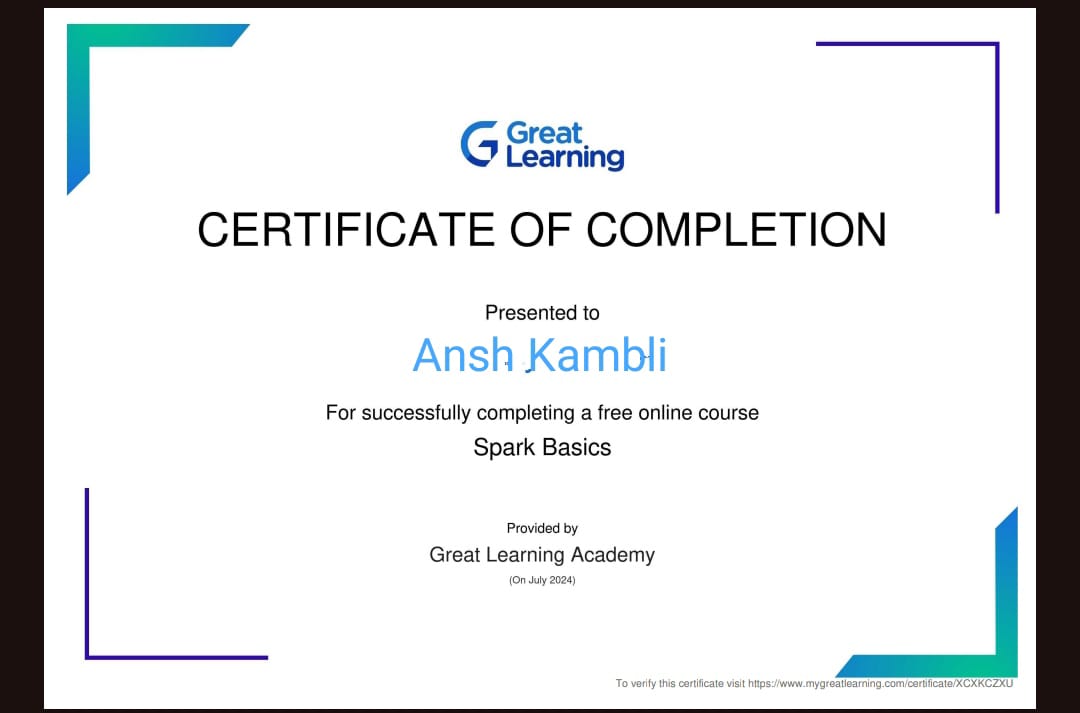 Great
Learning
CERTIFICATE OF COMPLETION
Presented to
Ansh Kambli
For successfully completing a free online course
Spark Basics
Provided by
Great Learning Academy
(On July 2024)
To verify this certificate visit https://www.mygreatlearning.com/certificate/XCXKCZXU